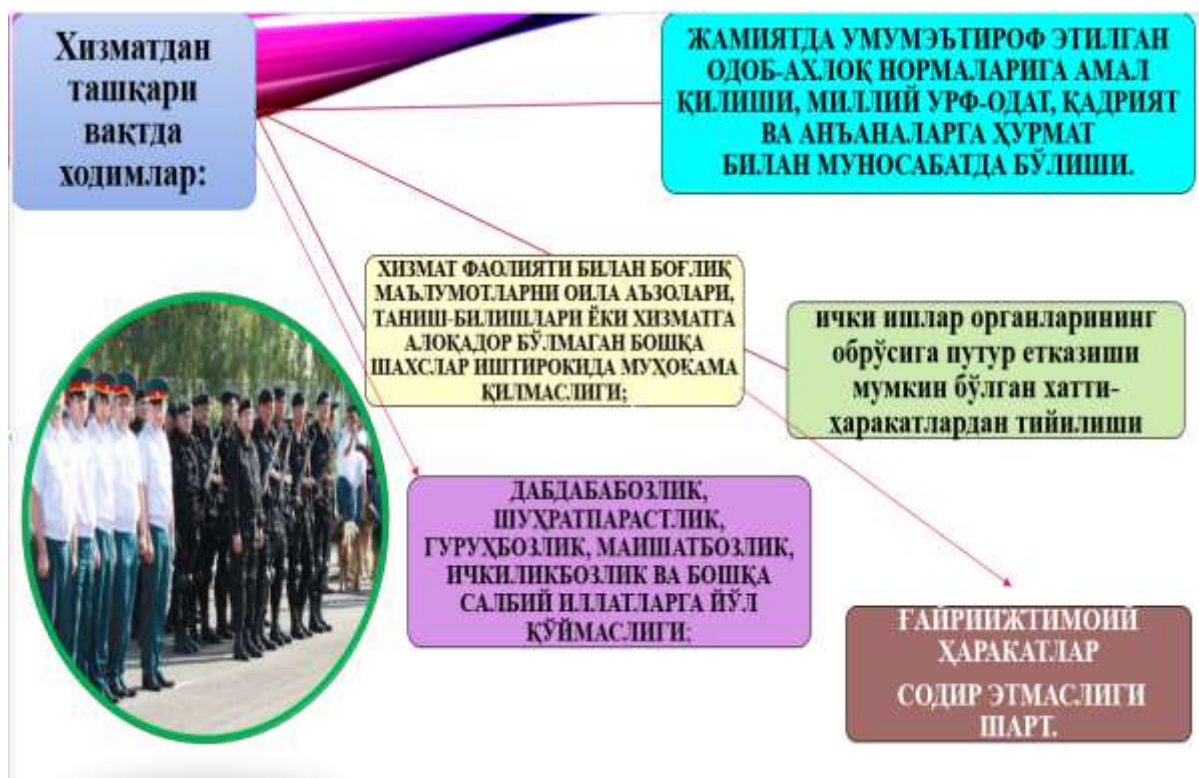 Хизматдан
ташқари
вақтда
ходимлар:
ЖАМИЯТДА УМУМЭЪТИРОФ ЭТИЛГАН
ОДОБ-АХЛОҚ НОРМАЛАРИГА АМАЛ
ҚИЛИШИ, МИЛЛИЙ УРФ-ОДАТ, ҚАДРИЯТ
ВА АНЪАНАЛАРГА ҲУРМАТ
БИЛАН МУНОСАБАТДА БЎЛИШИ.
ХИЗМАТ ФАОЛИЯТИ БИЛАН БОҒЛИҚ
МАЪЛУМОТЛАРНИ ОИЛА АЪЗОЛАРИ,
ТАНИШ-БИЛИШЛАРИ ЁКИ ХИЗМАТГА
АЛОҚАДОР БЎЛМАГАН БОШҚА
ШАХСЛАР ИШТИРОКИДА МУҲОКАМА
ҚИЛМАСЛИГИ;
ички ишлар органларининг
обрўсига путур етказиши
мумкин бўлган хатти-
ҳаракатлардан тийилиши
ДАБДАБАБОЗЛИК,
ШУҲРАТПАРАСТЛИК,
ГУРУҲБОЗЛИК, МАИШАТБОЗЛИК,
ИЧКИЛИКБОЗЛИК ВА БОШҚА
САЛБИЙ ИЛЛАТЛАРГА ЙЎЛ
ҚЎЙМАСЛИГИ;
ҒАЙРИИЖТИМОИЙ
ҲАРАКАТЛАР
СОДИР ЭТМАСЛИГИ
ШАРТ.